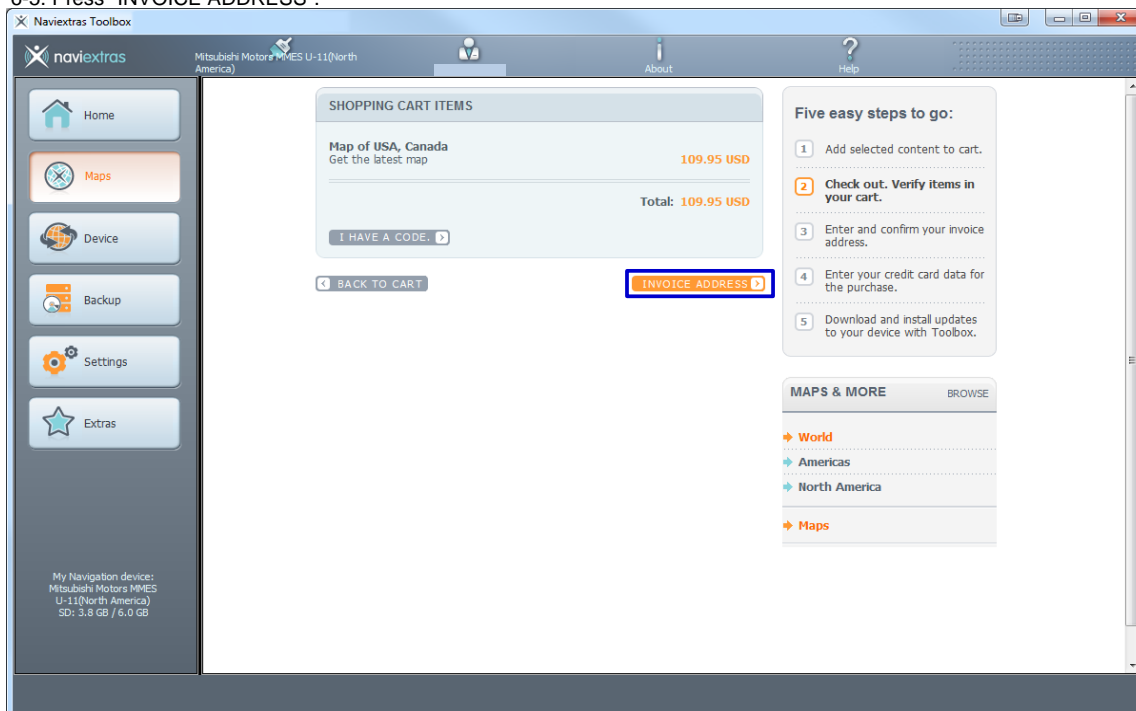 6-5. Press "INVOICE ADDRESS".
Naviextras Toolbox
naviextras
Mitsubishi Motors MMES U-11(North
America)
About
Help
Home
Maps
Device
Backup
Settings
Extras
My Navigation device:
Mitsubishi Motors MMES
U-11(North America)
SD: 3.8 GB / 6.0 GB
SHOPPING CART ITEMS
Map of USA, Canada
Get the latest map 109.95 USD
Total: 109.95 USD
I HAVE A CODE.
BACK TO CART
INVOICE ADDRESS
Five easy steps to go:
1 Add selected content to cart.
2 Check out. Verify items in
your cart.
3 Enter and confirm your invoice
address.
4 Enter your credit card data for
the purchase.
5 Download and install updates
to your device with Toolbox.
MAPS & MORE BROWSE
World
Americas
North America
Maps